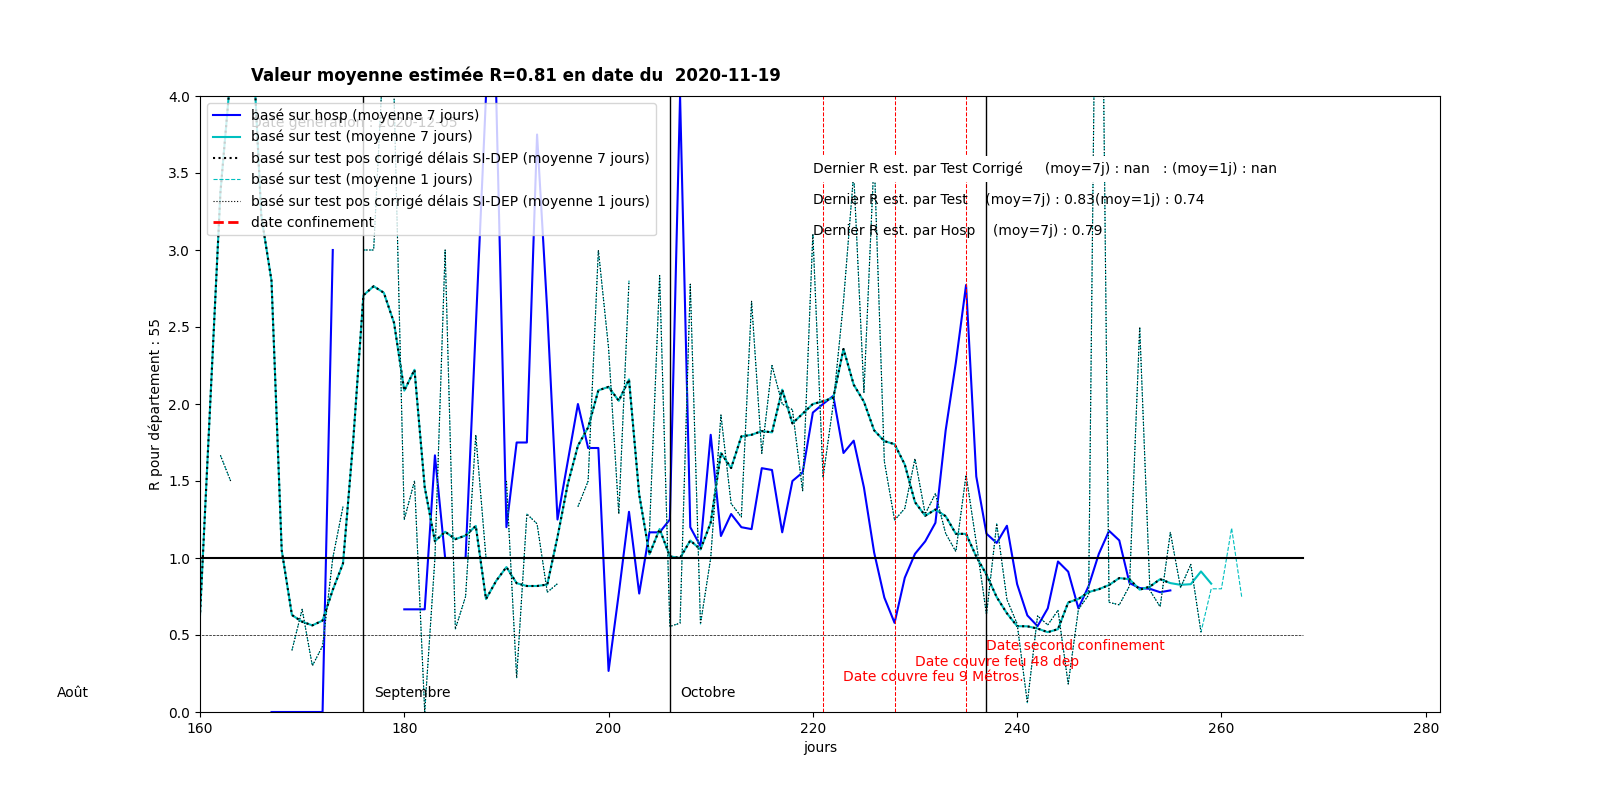 Valeur moyenne estimée R=0.81 en date du  2020-11-19
Date génération : 2020-12-05
basé sur hosp (moyenne 7 jours)
basé sur test (moyenne 7 jours)
basé sur test pos corrigé délais SI-DEP (moyenne 7 jours)
basé sur test (moyenne 1 jours)
basé sur test pos corrigé délais SI-DEP (moyenne 1 jours)
date confinement
Dernier R est. par Test Corrigé     (moy=7j) : nan   : (moy=1j) : nan
Dernier R est. par Test    (moy=7j) : 0.83(moy=1j) : 0.74
Dernier R est. par Hosp    (moy=7j) : 0.79
4.0
3.5
3.0
2.5
2.0
1.5
1.0
0.5
0.0
R pour département : 55
Date second confinement
Date couvre feu 48 dep
Date couvre feu 9 Métros.
Août
Septembre
Octobre
160 180 200 220 240 260 280
jours